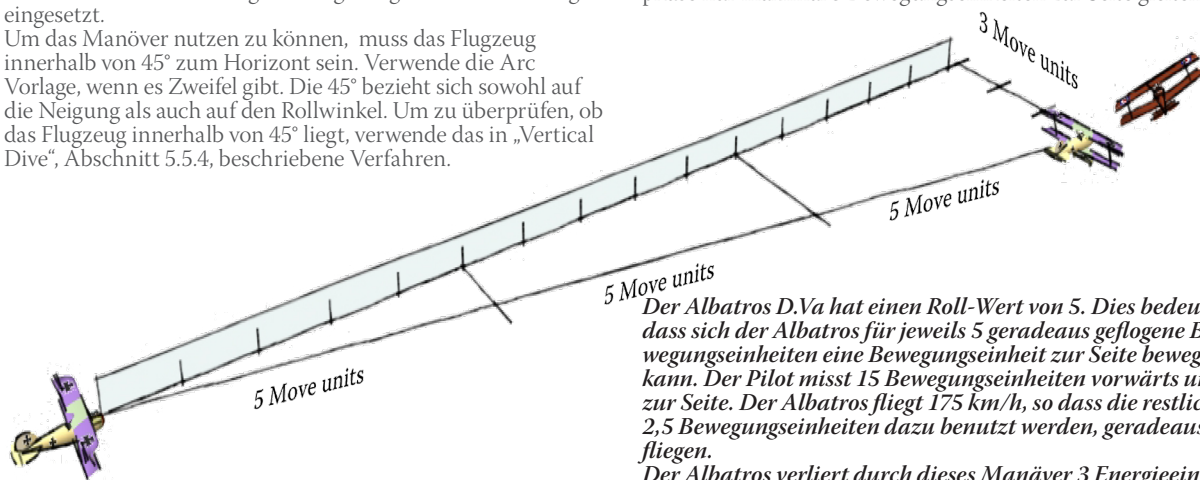 eingesetzt.
Um das Manöver nutzen zu können, muss das Flugzeug
innerhalb von 45° zum Horizont sein. Verwende die Arc
Vorlage, wenn es Zweifel gibt. Die 45° bezieht sich sowohl auf
die Neigung als auch auf den Rollwinkel. Um zu überprüfen, ob
das Flugzeug innerhalb von 45° liegt, verwende das in „Vertical
Dive“, Abschnitt 5.5.4, beschriebene Verfahren.
3 Move units
5 Move units
5 Move units
5 Move units
Der Albatros D.Va hat einen Roll-Wert von 5. Dies bedeu
dass sich der Albatros für jeweils 5 geradeaus geflogene B
wegungseinheiten eine Bewegungseinheit zur Seite beweg
kann. Der Pilot misst 15 Bewegungseinheiten vorwärts u
zur Seite. Der Albatros fliegt 175 km/h, so dass die restlic
2,5 Bewegungseinheiten dazu benutzt werden, geradeaus
fliegen.
Der Albatros verliert durch dieses Manäver 3 Energieein